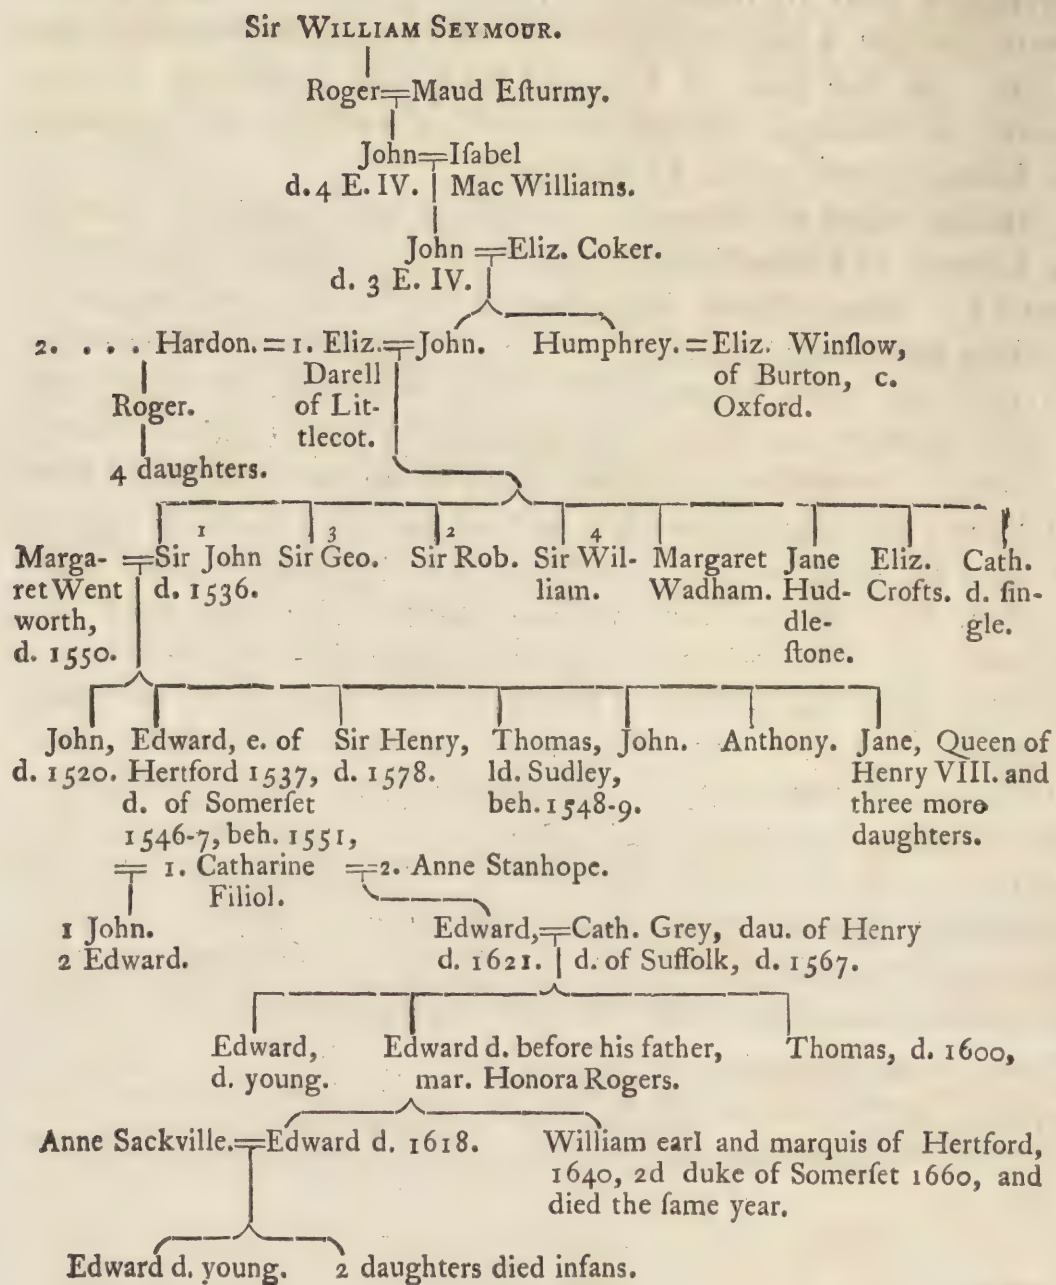 Sir WILLIAM SEYMOUR.
Roger=Maud Eſturmy.
John=Iſabel
d. 4 E. IV. Mac Williams.
John =Eliz. Coker.
d. 3 E. IV.
2. . . . Hardon. = 1. Eliz.=John. Humphrey. = Eliz. Winſlow,
Darell of Burton, c.
Roger. of Lit- Oxford.
tlecot.
4 daughters.
1 3 2 4
Marga- =Sir John Sir Geo. Sir Rob. Sir Wil- Margaret Jane Eliz. Cath.
ret Went d. 1536. liam. Wadham. Hud- Crofts. d. ſin-
worth, dle- gle.
d. 1550. ſtone.
John, Edward, e. of Sir Henry, Thomas, John. Anthony. Jane, Queen of
d. 1520. Hertford 1537, d. 1578. ld. Sudley, Henry VIII. and
d. of Somerſet beh. 1548-9. three more
1546-7, beh. 1551, daughters.
= 1. Catharine =2. Anne Stanhope.
Filiol.
1 John. Edward,=Cath. Grey, dau. of Henry
2 Edward. d. 1621. d. of Suffolk, d. 1567.
Edward, Edward d. before his father, Thomas, d. 1600,
d. young. mar. Honora Rogers.
Anne Sackville.=Edward d. 1618. William earl and marquis of Hertford,
1640, 2d duke of Somerſet 1660, and
died the ſame year.
Edward d. young. 2 daughters died infans.